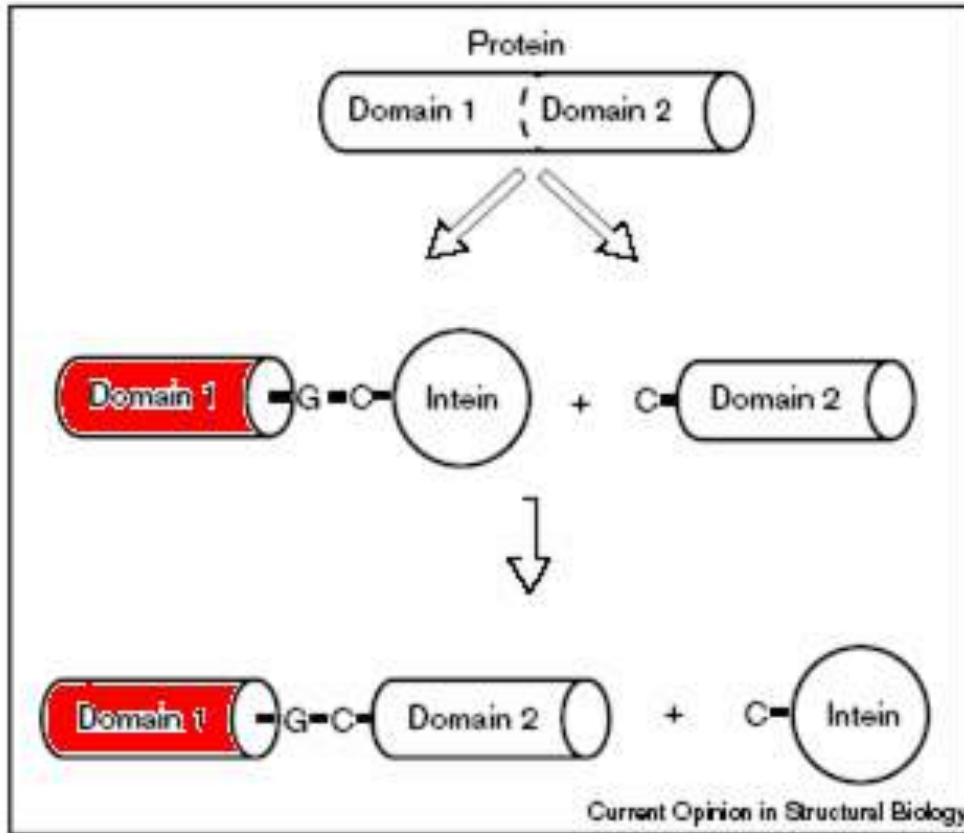 Protein
Domain 1 Domain 2
Domain 1 G C Intein + C Domain 2
Domain 1 G C Domain 2 + C Intein
Current Opinion in Structural Biology